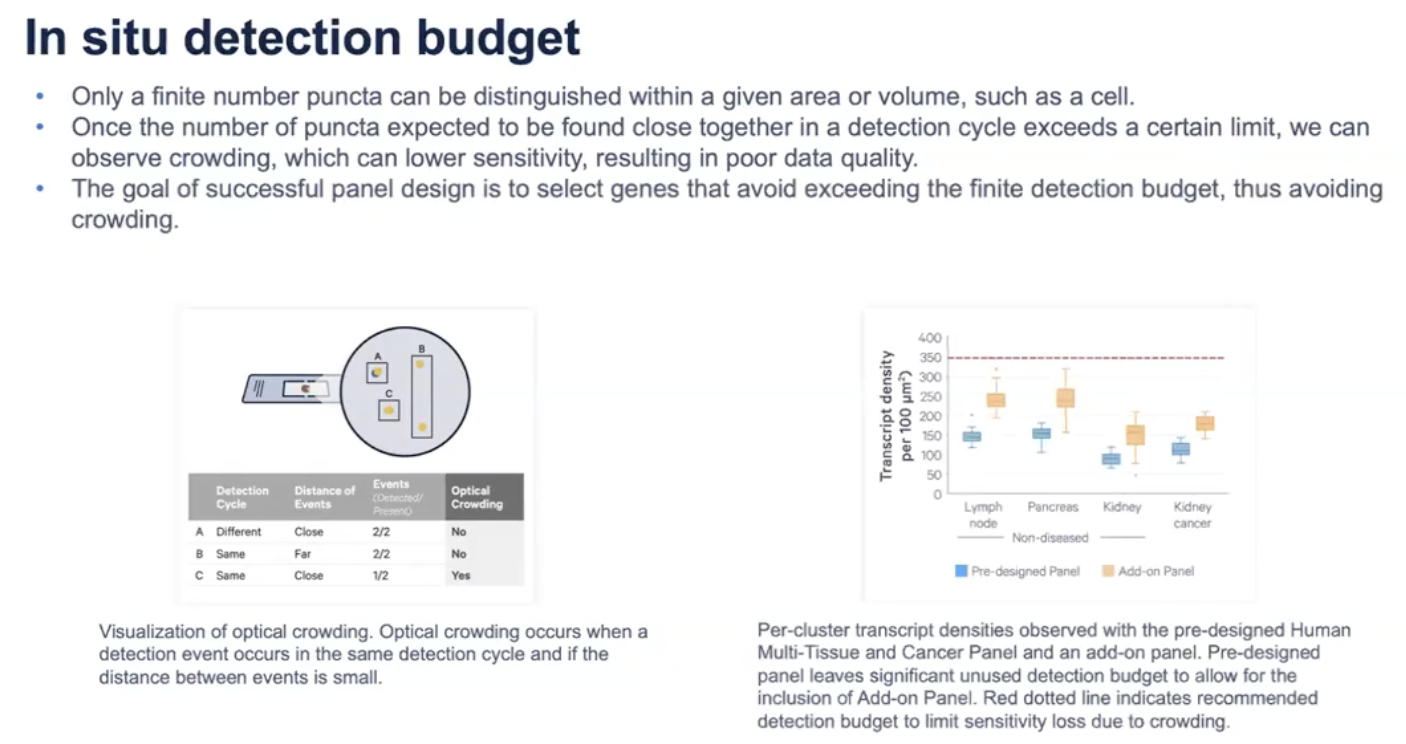 In situ detection budget
• Only a finite number puncta can be distinguished within a given area or volume, such as a cell.
• Once the number of puncta expected to be found close together in a detection cycle exceeds a certain limit, we can
observe crowding, which can lower sensitivity, resulting in poor data quality.
• The goal of successful panel design is to select genes that avoid exceeding the finite detection budget, thus avoiding
crowding.
A
B
C
Detection
Cycle
Distance of
Events
Events
(Detected/
Present)
Optical
Crowding
A Different Close 2/2 No
B Same Far 2/2 No
C Same Close 1/2 Yes
Visualization of optical crowding. Optical crowding occurs when a
detection event occurs in the same detection cycle and if the
distance between events is small.
Transcript density
per 100 µm²)
400
350
300
250
200
150
100
50
0
Lymph
node
Pancreas
Kidney
Kidney
cancer
Non-diseased
Pre-designed Panel
Add-on Panel
Per-cluster transcript densities observed with the pre-designed Human
Multi-Tissue and Cancer Panel and an add-on panel. Pre-designed
panel leaves significant unused detection budget to allow for the
inclusion of Add-on Panel. Red dotted line indicates recommended
detection budget to limit sensitivity loss due to crowding.